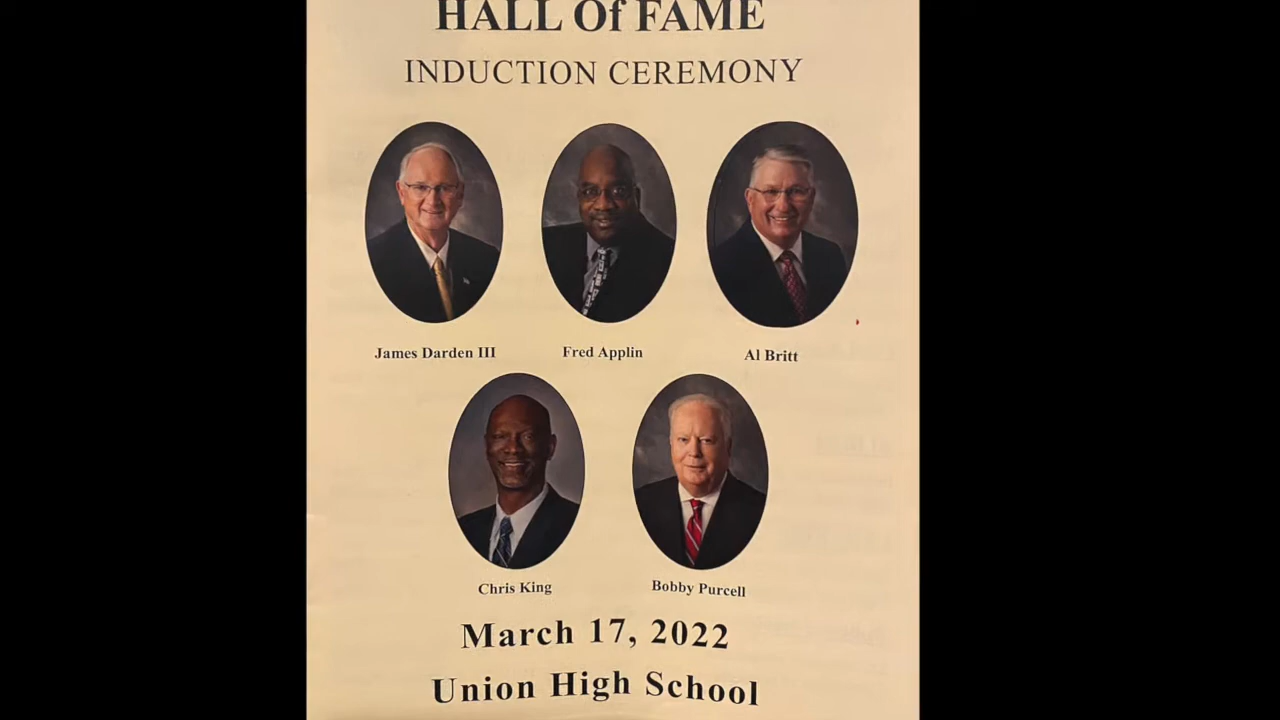 HALL Of FAME
INDUCTION CEREMONY
James Darden III
Fred Applin
Al Britt
Chris King
Bobby Purcell
March 17, 2022
Union High School